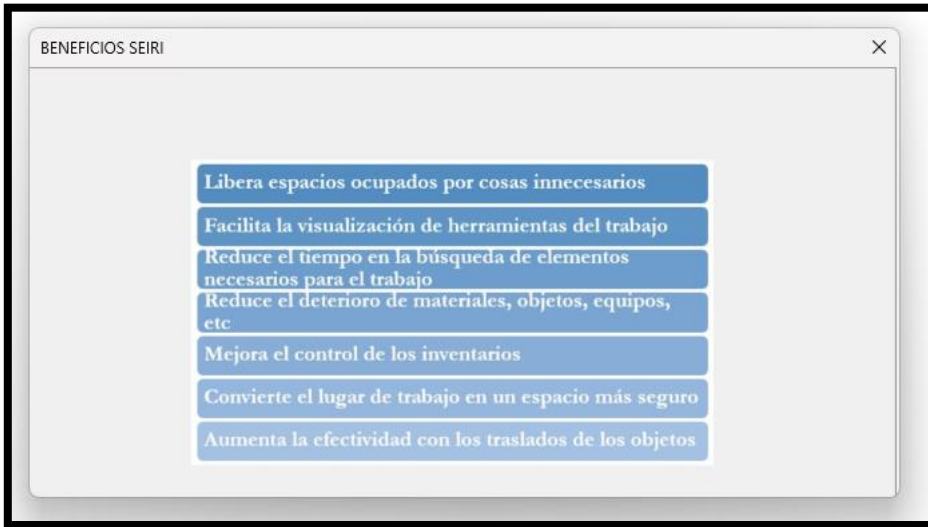 BENEFICIOS SEIRI
Libera espacios ocupados por cosas innecesarios
Facilita la visualización de herramientas del trabajo
Reduce el tiempo en la búsqueda de elementos
necesarios para el trabajo
Reduce el deterioro de materiales, objetos, equipos,
etc
Mejora el control de los inventarios
Convierte el lugar de trabajo en un espacio más seguro
Aumenta la efectividad con los traslados de los objetos